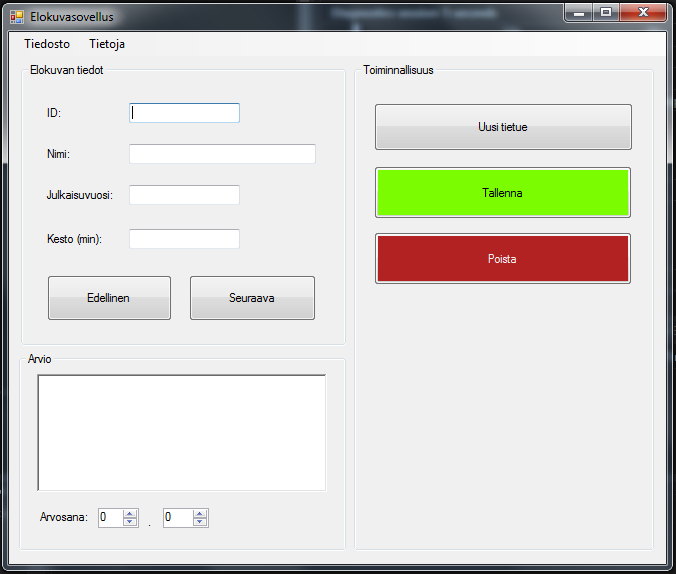 Elokuvasovellus
Tiedosto Tietoja
Elokuvan tiedot
ID:
Nimi:
Julkaisuvuosi:
Kesto (min):
Edellinen Seuraava
Arvio
Arvosana: 0 . 0
Toiminnallisuus
Uusi tietue
Tallenna
Poista